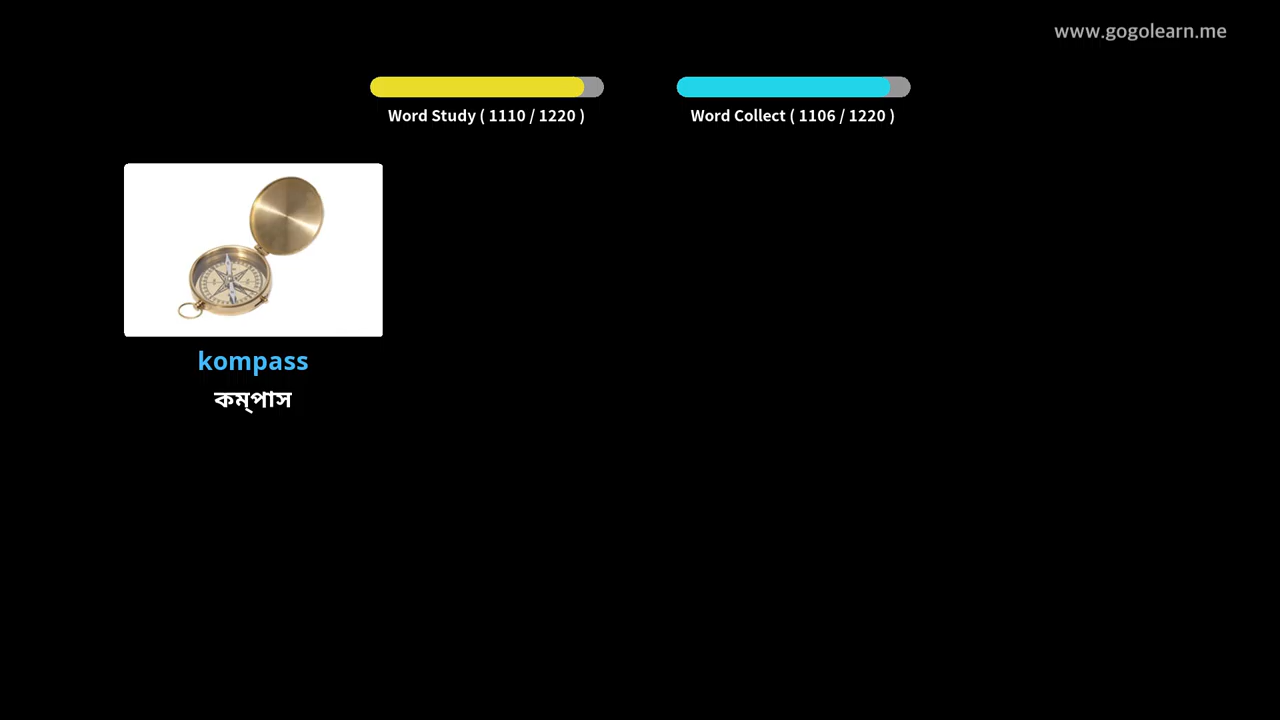 www.gogolearn.me
Word Study ( 1110 / 1220 )
Word Collect ( 1106 / 1220 )
kompass
কম্পাস